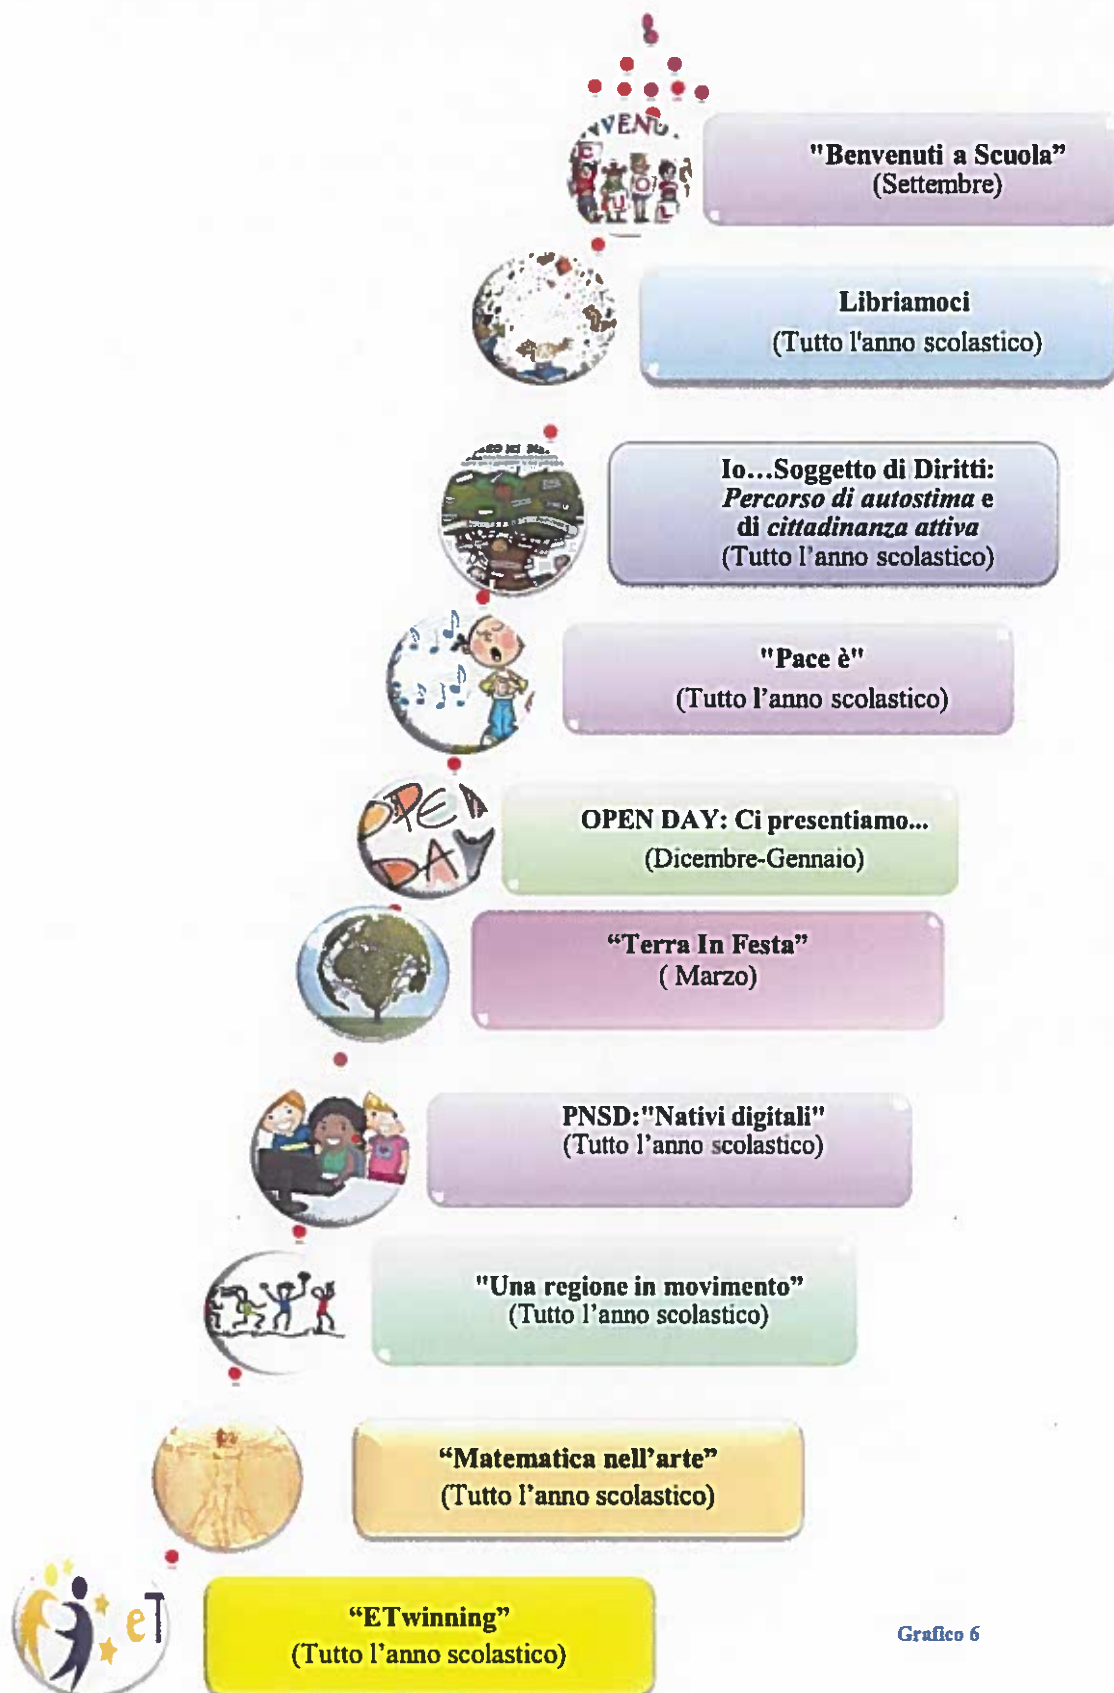 "Benvenuti a Scuola”
(Settembre)
Libriamoci
(Tutto l'anno scolastico)
Io…Soggetto di Diritti:
Percorso di autostima e
di cittadinanza attiva
(Tutto l’anno scolastico)
"Pace è"
(Tutto l’anno scolastico)
OPEN DAY
OPEN DAY: Ci presentiamo...
(Dicembre-Gennaio)
“Terra In Festa”
( Marzo)
PNSD:"Nativi digitali"
(Tutto l’anno scolastico)
"Una regione in movimento”
(Tutto l’anno scolastico)
“Matematica nell’arte”
(Tutto l’anno scolastico)
eT
“ETwinning”
(Tutto l’anno scolastico)
Grafico 6